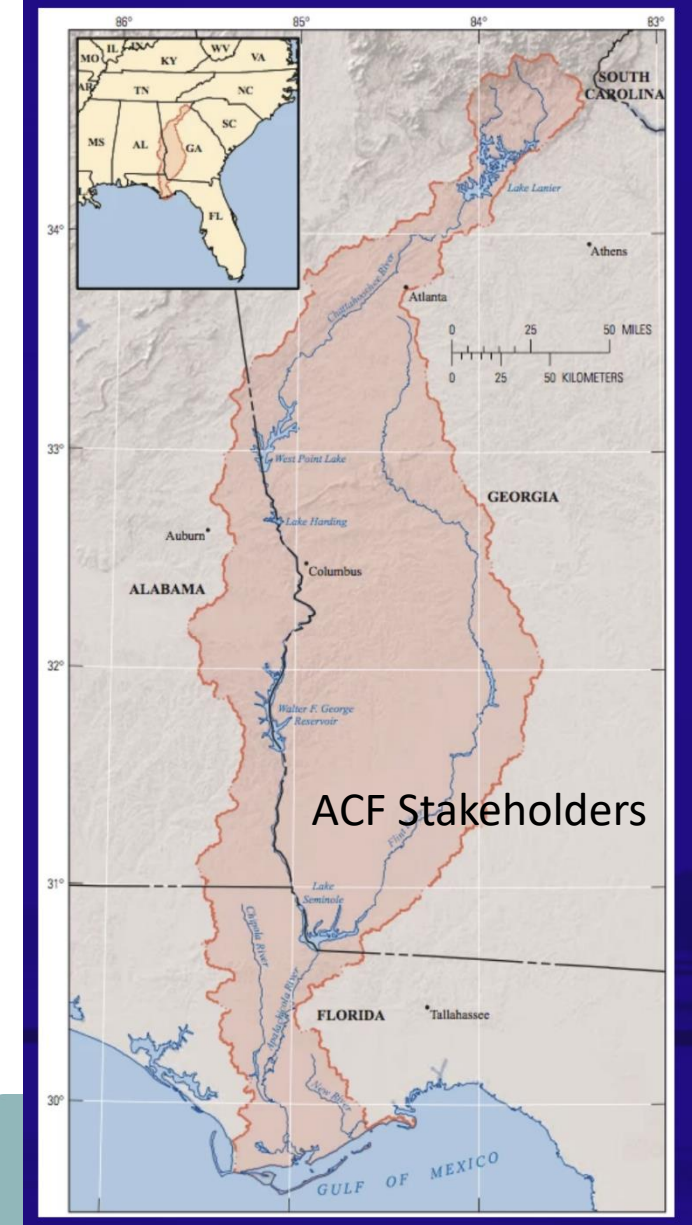 86°
85°
84°
83°
MO
IL
IN
KY
WV
VA
AR
TN
NC
MS
AL
GA
SC
FL
SOUTH
CAROLINA
Lake Lanier
34°
Athens
Chattahoochee River
Atlanta
0 25 50 MILES
0 25 50 KILOMETERS
33°
West Point Lake
GEORGIA
Lake Harding
Auburn
Columbus
ALABAMA
32°
Walter F. George
Reservoir
ACF Stakeholders
Flint
31°
Lake
Seminole
Chipola River
Apalachicola River
FLORIDA
Tallahassee
New River
30°
GULF OF MEXICO